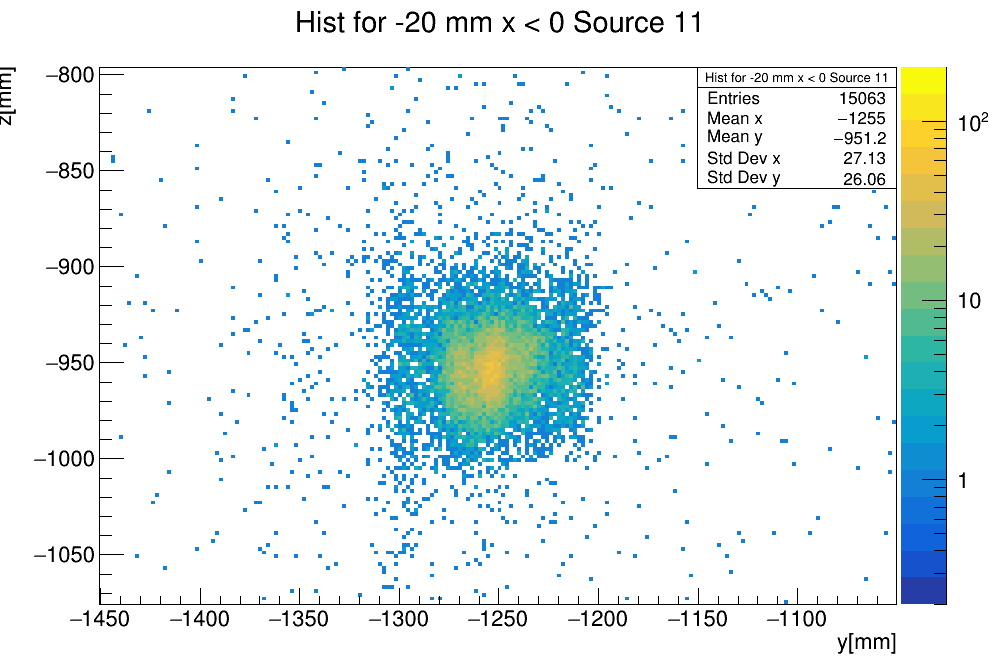 Hist for -20 mm x < 0 Source 11
z[mm]
Hist for -20 mm x < 0 Source 11
Entries 15063
Mean x −1255
Mean y −951.2
Std Dev x 27.13
Std Dev y 26.06
−800
−850
−900
−950
−1000
−1050
10²
10
1
−1450 −1400 −1350 −1300 −1250 −1200 −1150 −1100
y[mm]